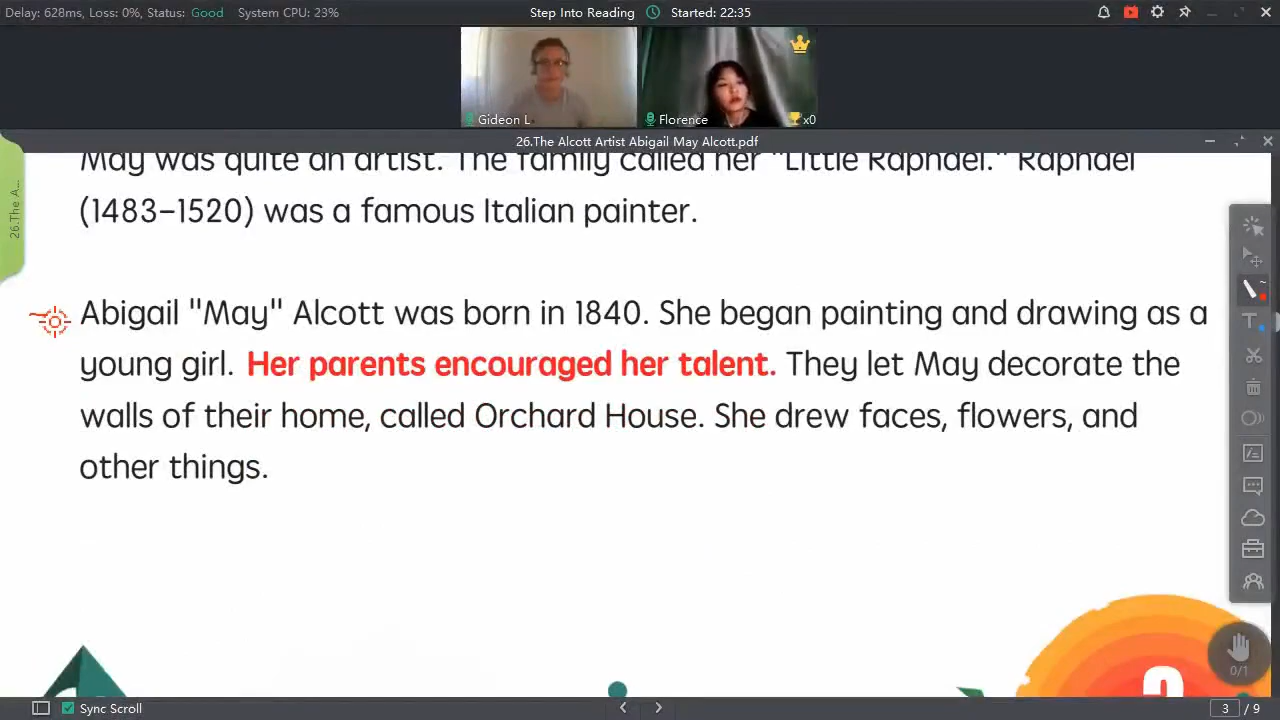 Delay: 628ms, Loss: 0%, Status: Good System CPU: 23%
Step Into Reading Started: 22:35
Gideon L
Florence
x0
26.The Alcott Artist Abigail May Alcott.pdf
26.The A...
May was quite an artist. The family called her "Little Raphael." Raphael
(1483–1520) was a famous Italian painter.
Abigail "May" Alcott was born in 1840. She began painting and drawing as a
young girl. Her parents encouraged her talent. They let May decorate the
walls of their home, called Orchard House. She drew faces, flowers, and
other things.
0/1
Sync Scroll
3 / 9